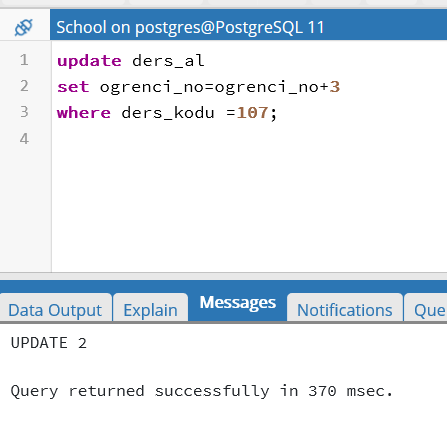 School on postgres@PostgreSQL 11
1 update ders_al
2 set ogrenci_no=ogrenci_no+3
3 where ders_kodu =107;
4
Data Output Explain Messages Notifications Que
UPDATE 2
Query returned successfully in 370 msec.